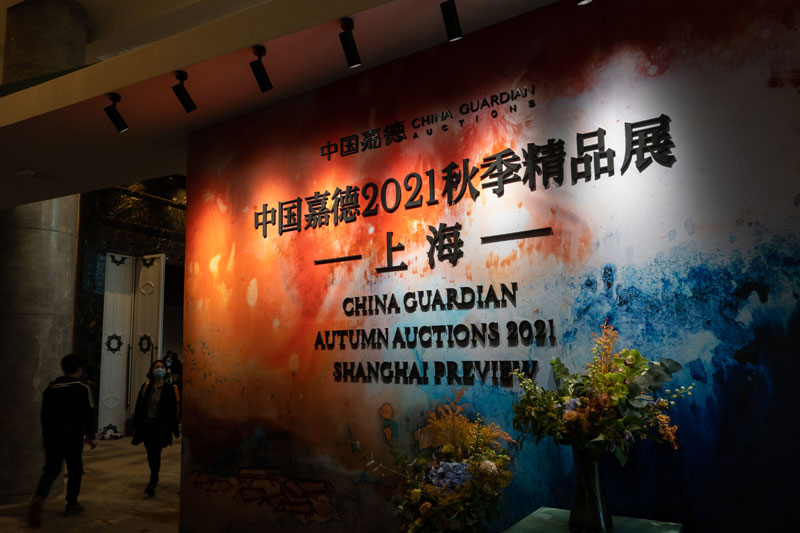 中国嘉德 CHINA GUARDIAN AUCTIONS
中国嘉德2021秋季精品展
— 上海 —
CHINA GUARDIAN
AUTUMN AUCTIONS 2021
SHANGHAI PREVIEW